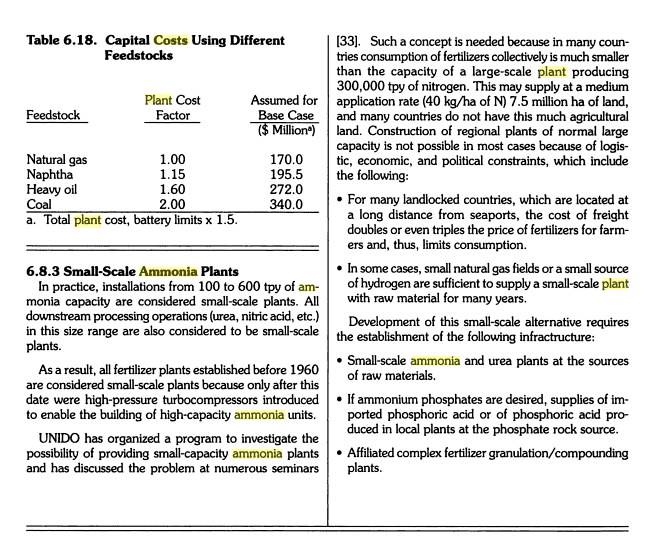 Table 6.18. Capital Costs Using Different
Feedstocks
Plant Cost Assumed for
Feedstock Factor Base Case
($ Millionᵃ)
Natural gas 1.00 170.0
Naphtha 1.15 195.5
Heavy oil 1.60 272.0
Coal 2.00 340.0
a. Total plant cost, battery limits x 1.5.
6.8.3 Small-Scale Ammonia Plants
In practice, installations from 100 to 600 tpy of am-
monia capacity are considered small-scale plants. All
downstream processing operations (urea, nitric acid, etc.)
in this size range are also considered to be small-scale
plants.
As a result, all fertilizer plants established before 1960
are considered small-scale plants because only after this
date were high-pressure turbocompressors introduced
to enable the building of high-capacity ammonia units.
UNIDO has organized a program to investigate the
possibility of providing small-capacity ammonia plants
and has discussed the problem at numerous seminars
[33]. Such a concept is needed because in many coun-
tries consumption of fertilizers collectively is much smaller
than the capacity of a large-scale plant producing
300,000 tpy of nitrogen. This may supply at a medium
application rate (40 kg/ha of N) 7.5 million ha of land,
and many countries do not have this much agricultural
land. Construction of regional plants of normal large
capacity is not possible in most cases because of logis-
tic, economic, and political constraints, which include
the following:
• For many landlocked countries, which are located at
a long distance from seaports, the cost of freight
doubles or even triples the price of fertilizers for farm-
ers and, thus, limits consumption.
• In some cases, small natural gas fields or a small source
of hydrogen are sufficient to supply a small-scale plant
with raw material for many years.
Development of this small-scale alternative requires
the establishment of the following infractructure:
• Small-scale ammonia and urea plants at the sources
of raw materials.
• If ammonium phosphates are desired, supplies of im-
ported phosphoric acid or of phosphoric acid pro-
duced in local plants at the phosphate rock source.
• Affiliated complex fertilizer granulation/compounding
plants.